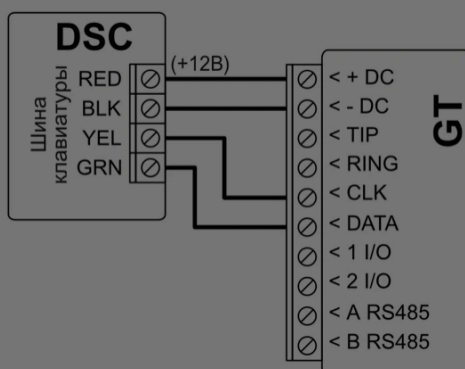 DSC
Шина
клавиатуры
RED
BLK
YEL
GRN
(+12В)
< + DC
< - DC
< TIP
< RING
< CLK
< DATA
< 1 I/O
< 2 I/O
< A RS485
< B RS485
GT